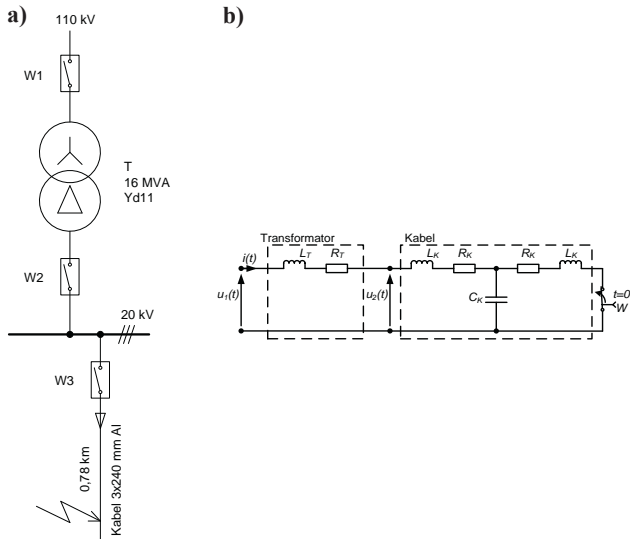 a)
110 kV
W1
T
16 MVA
Yd11
W2
20 kV
W3
0,78 km
Kabel 3x240 mm Al
b)
Transformator
Kabel
i(t)
L_T
R_T
L_K
R_K
R_K
L_K
u_1(t)
u_2(t)
C_K
t=0
W